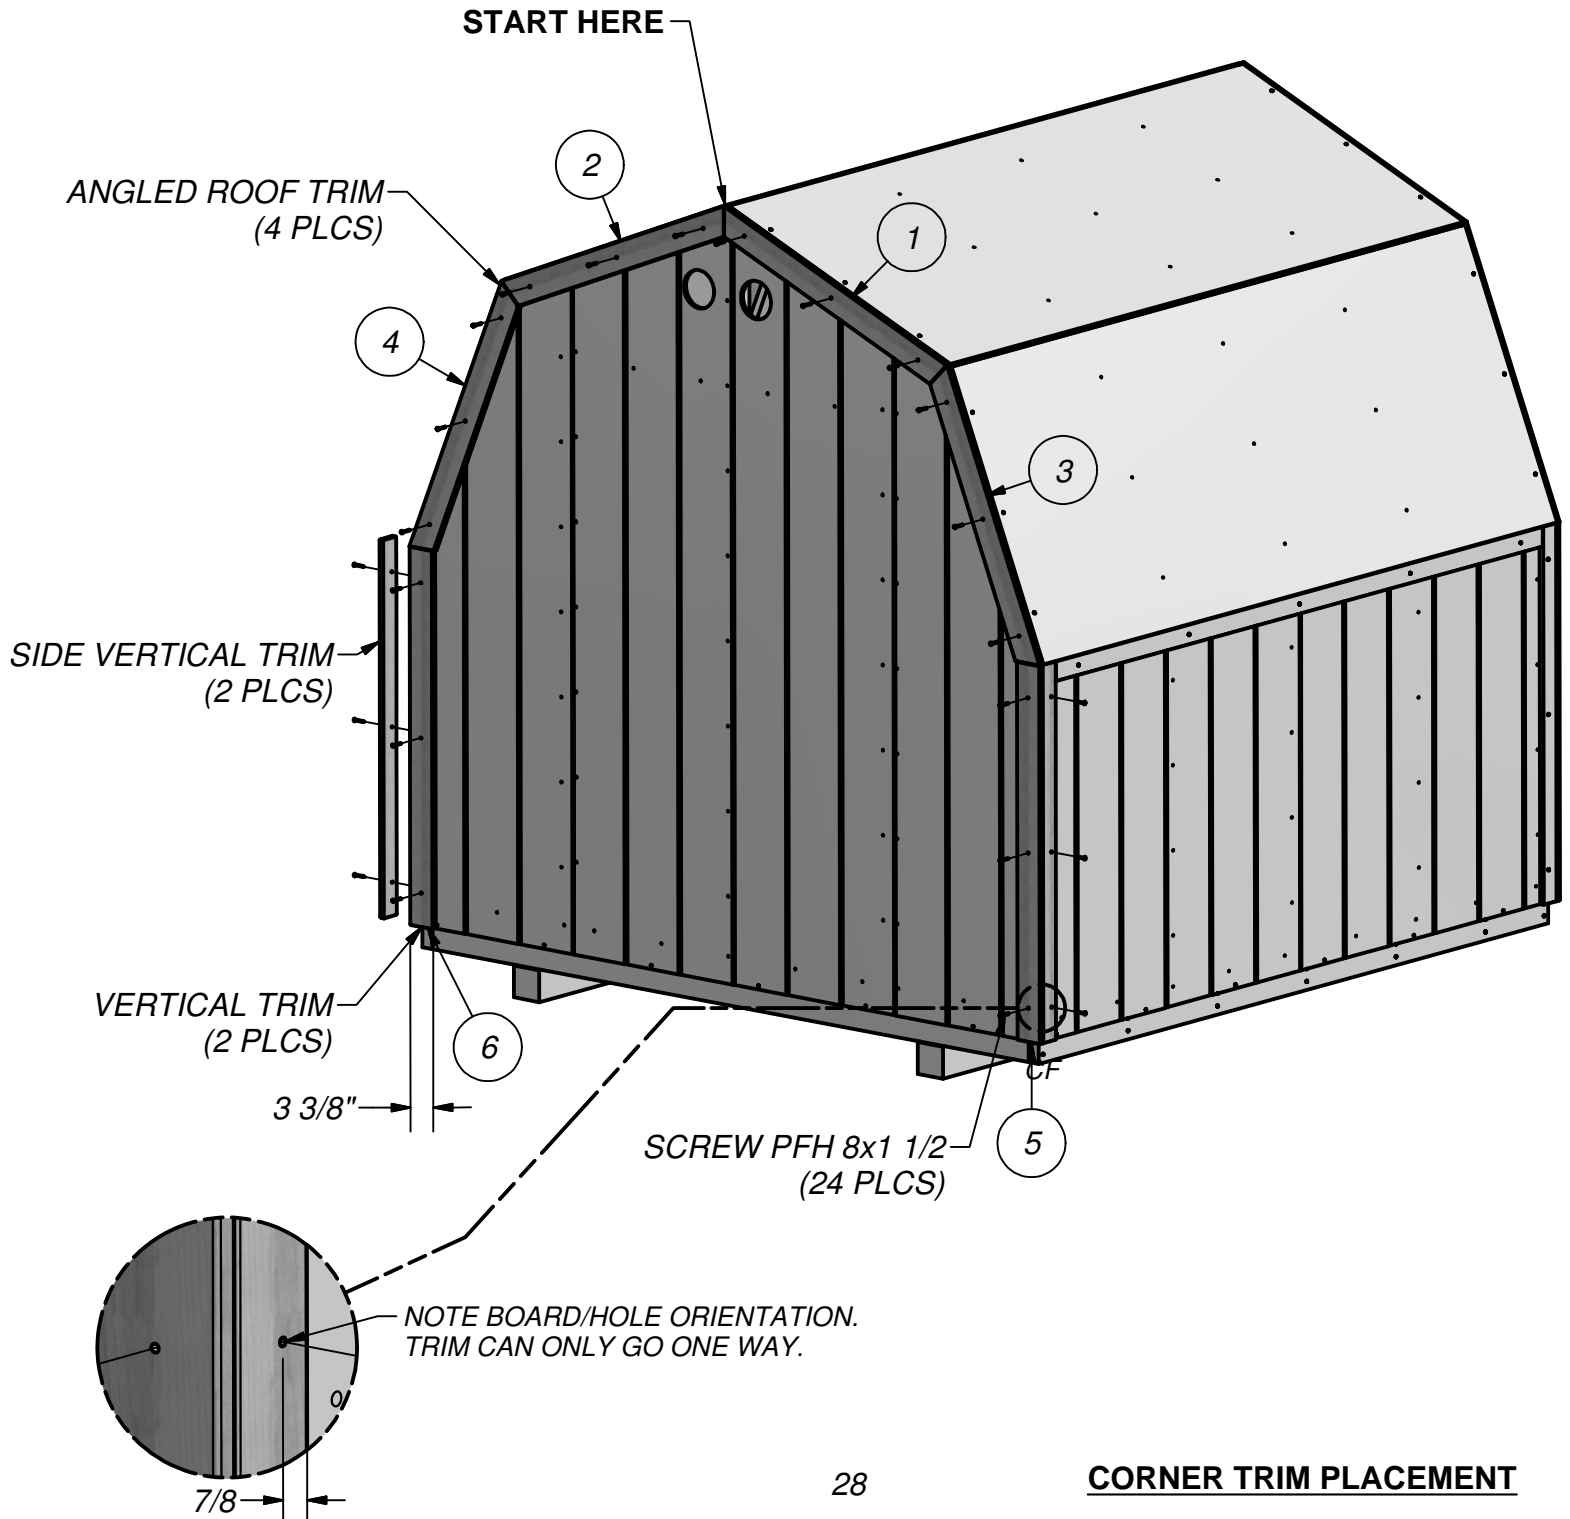 START HERE
2
ANGLED ROOF TRIM
(4 PLCS)
1
4
3
SIDE VERTICAL TRIM
(2 PLCS)
VERTICAL TRIM
(2 PLCS)
6
CF
3 3/8"
5
SCREW PFH 8x1 1/2
(24 PLCS)
NOTE BOARD/HOLE ORIENTATION.
TRIM CAN ONLY GO ONE WAY.
7/8
28
CORNER TRIM PLACEMENT